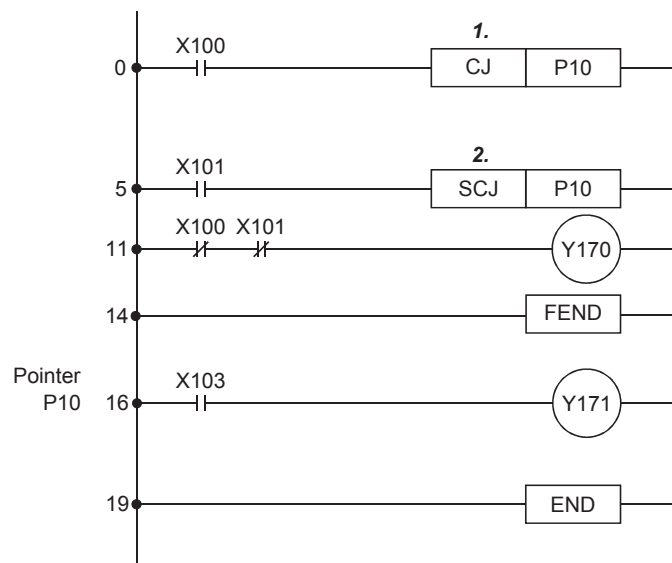 1.
X100
0 CJ P10
2.
X101
5 SCJ P10
X100 X101
11 Y170
14 FEND
Pointer
X103
P10 16 Y171
19 END